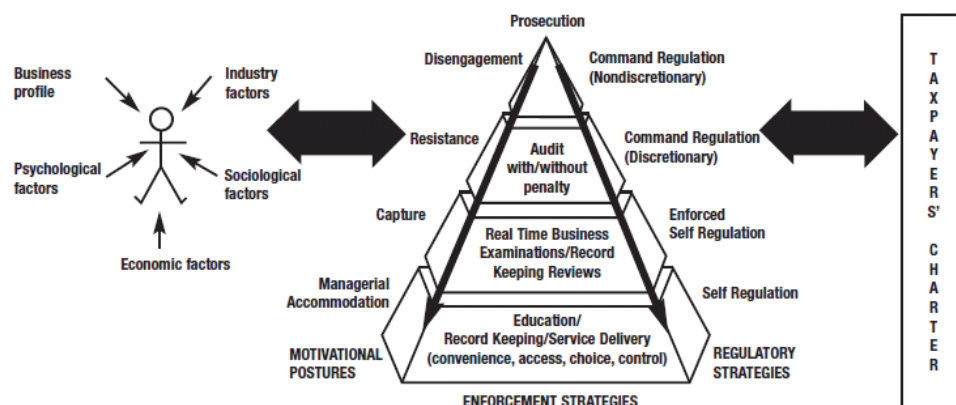 Prosecution
Business
profile
Industry
factors
Psychological
factors
Sociological
factors
Economic factors
Disengagement
Resistance
Capture
Managerial
Accommodation
MOTIVATIONAL
POSTURES
Audit
with/without
penalty
Real Time Business
Examinations/Record
Keeping Reviews
Education/
Record Keeping/Service Delivery
(convenience, access, choice, control)
ENFORCEMENT STRATEGIES
Command Regulation
(Nondiscretionary)
Command Regulation
(Discretionary)
Enforced
Self Regulation
Self Regulation
REGULATORY
STRATEGIES
TAXPAYERS'
CHARTER